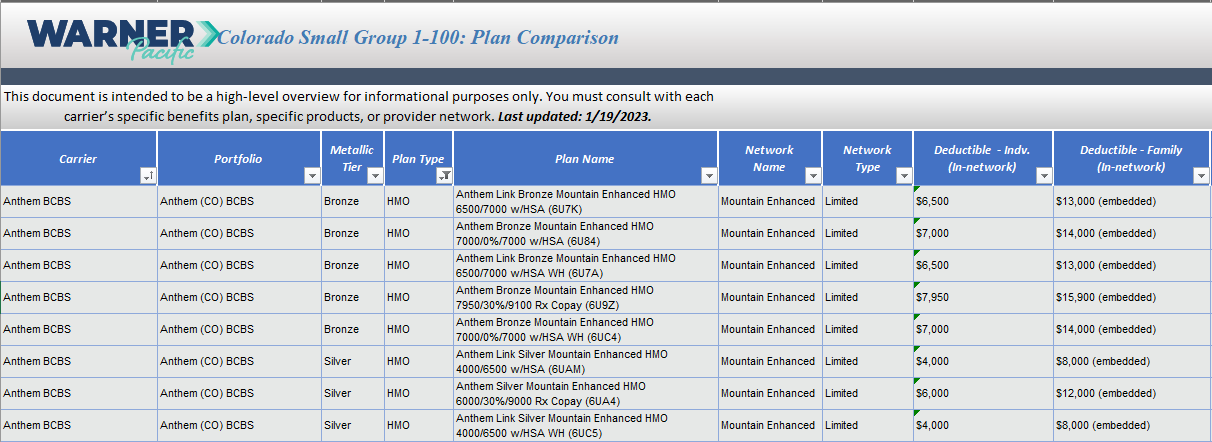 WARNER
Pacific
Colorado Small Group 1-100: Plan Comparison
This document is intended to be a high-level overview for informational purposes only. You must consult with each
carrier's specific benefits plan, specific products, or provider network. Last updated: 1/19/2023.
Carrier Portfolio Metallic Tier Plan Type Plan Name Network Name Network Type Deductible - Indv. (In-network) Deductible - Family (In-network)
Anthem BCBS Anthem (CO) BCBS Bronze HMO Anthem Link Bronze Mountain Enhanced HMO 6500/7000 w/HSA (6U7K) Mountain Enhanced Limited $6,500 $13,000 (embedded)
Anthem BCBS Anthem (CO) BCBS Bronze HMO Anthem Bronze Mountain Enhanced HMO 7000/0%/7000 w/HSA (6U84) Mountain Enhanced Limited $7,000 $14,000 (embedded)
Anthem BCBS Anthem (CO) BCBS Bronze HMO Anthem Link Bronze Mountain Enhanced HMO 6500/7000 w/HSA WH (6U7A) Mountain Enhanced Limited $6,500 $13,000 (embedded)
Anthem BCBS Anthem (CO) BCBS Bronze HMO Anthem Bronze Mountain Enhanced HMO 7950/30%/9100 Rx Copay (6U9Z) Mountain Enhanced Limited $7,950 $15,900 (embedded)
Anthem BCBS Anthem (CO) BCBS Bronze HMO Anthem Bronze Mountain Enhanced HMO 7000/0%/7000 w/HSA WH (6UC4) Mountain Enhanced Limited $7,000 $14,000 (embedded)
Anthem BCBS Anthem (CO) BCBS Silver HMO Anthem Link Silver Mountain Enhanced HMO 4000/6500 w/HSA (6UAM) Mountain Enhanced Limited $4,000 $8,000 (embedded)
Anthem BCBS Anthem (CO) BCBS Silver HMO Anthem Silver Mountain Enhanced HMO 6000/30%/9000 Rx Copay (6UA4) Mountain Enhanced Limited $6,000 $12,000 (embedded)
Anthem BCBS Anthem (CO) BCBS Silver HMO Anthem Link Silver Mountain Enhanced HMO 4000/6500 w/HSA WH (6UC5) Mountain Enhanced Limited $4,000 $8,000 (embedded)